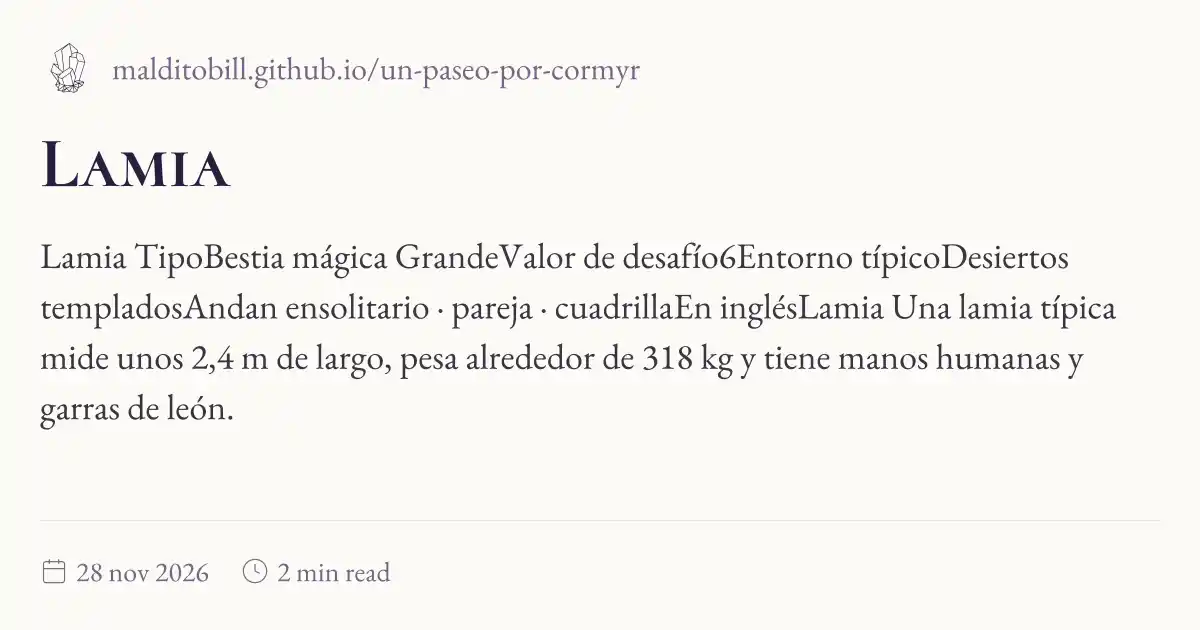 malditobill.github.io/un-paseo-por-cormyr
Lamia
Lamia TipoBestia mágica GrandeValor de desafío6Entorno típicoDesiertos
templadosAndan ensolitario · pareja · cuadrillaEn inglésLamia Una lamia típica
mide unos 2,4 m de largo, pesa alrededor de 318 kg y tiene manos humanas y
garras de león.
28 nov 2026 2 min read